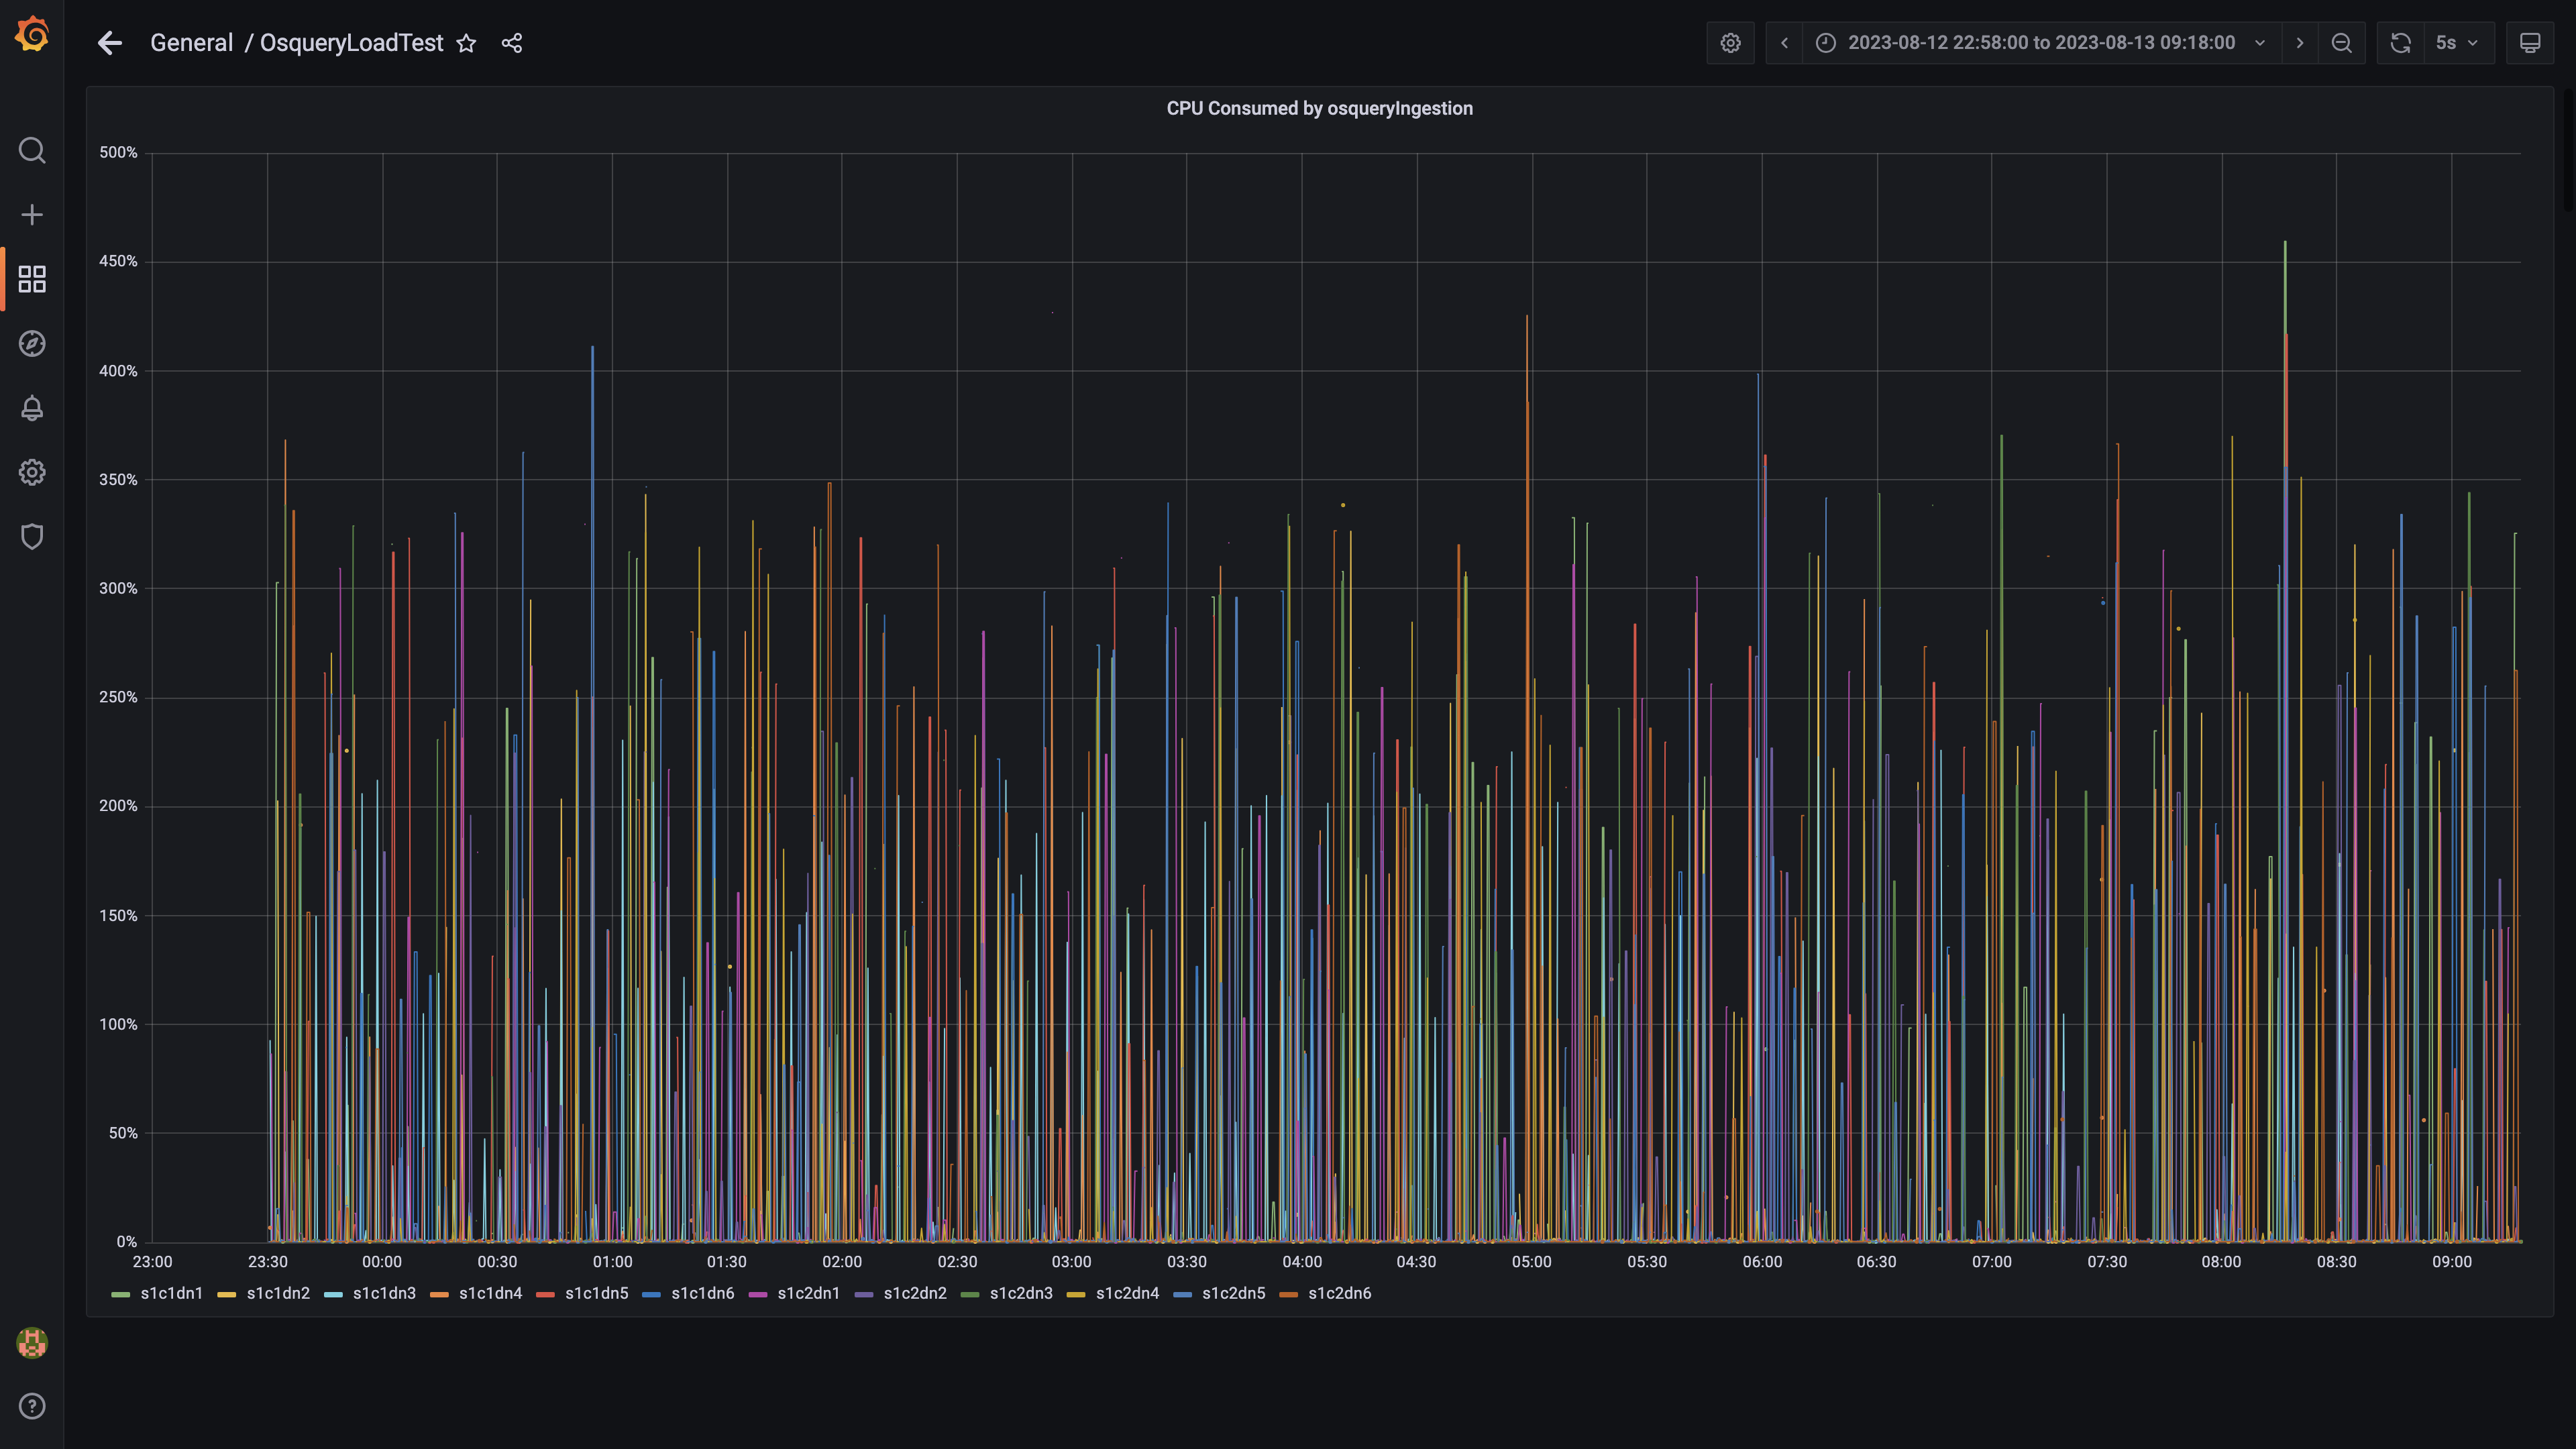 General / OsqueryLoadTest
2023-08-12 22:58:00 to 2023-08-13 09:18:00
5s
CPU Consumed by osqueryIngestion
500%
450%
400%
350%
300%
250%
200%
150%
100%
50%
0%
23:00 23:30 00:00 00:30 01:00 01:30 02:00 02:30 03:00 03:30 04:00 04:30 05:00 05:30 06:00 06:30 07:00 07:30 08:00 08:30 09:00
s1c1dn1 s1c1dn2 s1c1dn3 s1c1dn4 s1c1dn5 s1c1dn6 s1c2dn1 s1c2dn2 s1c2dn3 s1c2dn4 s1c2dn5 s1c2dn6